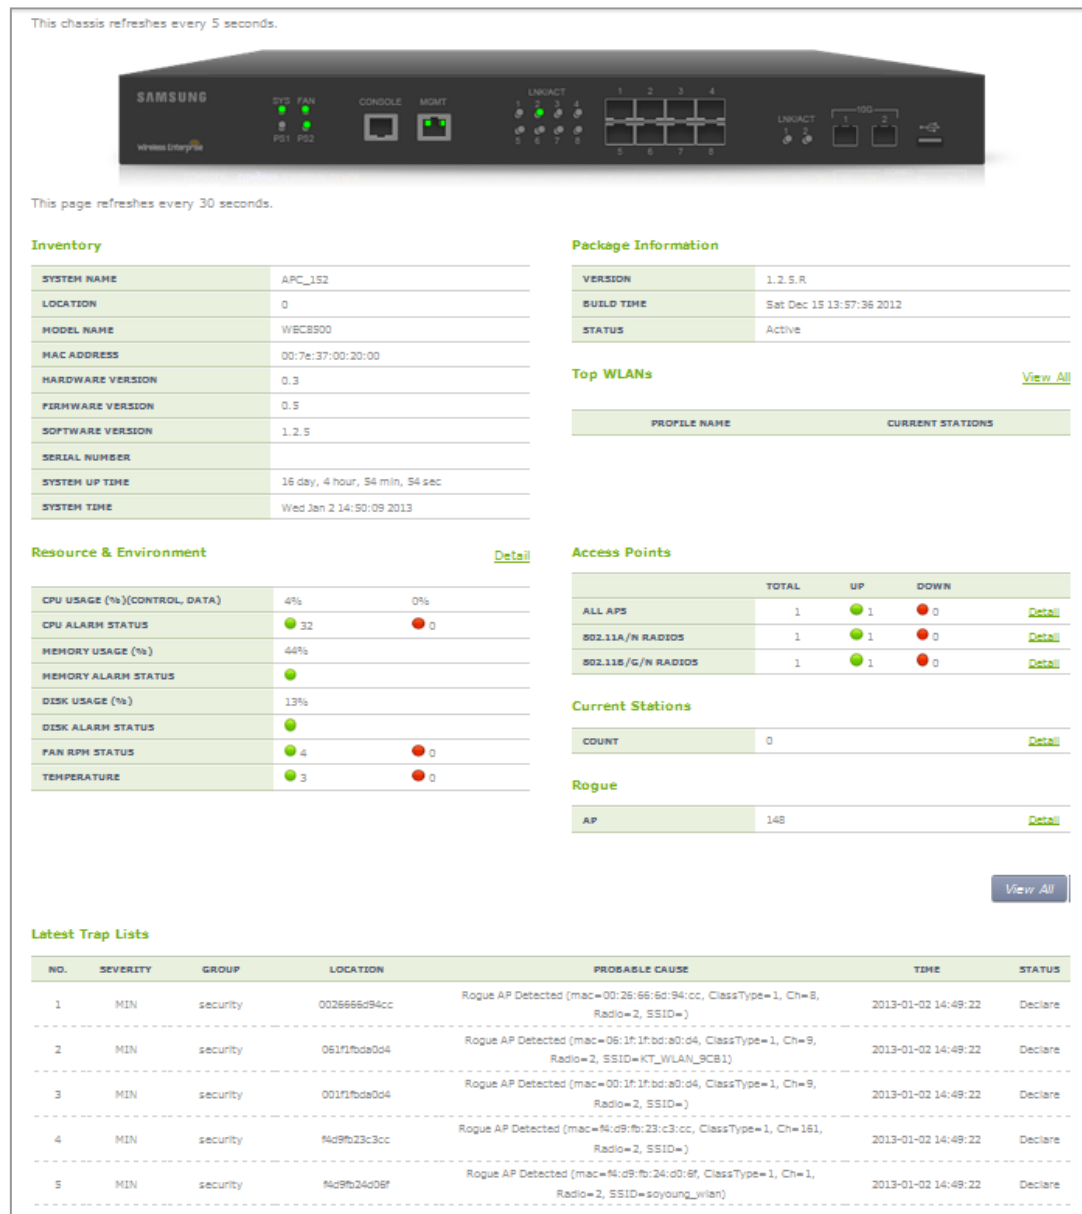 This chassis refreshes every 5 seconds.
SAMSUNG
Wireless Enterprise
SYS FAN
PS1 PS2
CONSOLE MGMT
LNK/ACT
1 2 3 4
5 6 7 8
1 2 3 4
5 6 7 8
LNK/ACT
1 2
10G
1 2
This page refreshes every 30 seconds.
Inventory
SYSTEM NAME APC_152
LOCATION 0
MODEL NAME WEC8500
MAC ADDRESS 00:7e:37:00:20:00
HARDWARE VERSION 0.3
FIRMWARE VERSION 0.5
SOFTWARE VERSION 1.2.5
SERIAL NUMBER
SYSTEM UP TIME 16 day, 4 hour, 54 min, 54 sec
SYSTEM TIME Wed Jan 2 14:50:09 2013
Package Information
VERSION 1.2.5.R
BUILD TIME Sat Dec 15 13:57:36 2012
STATUS Active
Top WLANs View All
PROFILE NAME CURRENT STATIONS
Resource & Environment Detail
CPU USAGE (%)(CONTROL, DATA) 4% 0%
CPU ALARM STATUS 32 0
MEMORY USAGE (%) 44%
MEMORY ALARM STATUS
DISK USAGE (%) 13%
DISK ALARM STATUS
FAN RPM STATUS 4 0
TEMPERATURE 3 0
Access Points
TOTAL UP DOWN
ALL APS 1 1 0 Detail
802.11A/N RADIOS 1 1 0 Detail
802.11B/G/N RADIOS 1 1 0 Detail
Current Stations
COUNT 0 Detail
Rogue
AP 148 Detail
View All
Latest Trap Lists
NO. SEVERITY GROUP LOCATION PROBABLE CAUSE TIME STATUS
1 MIN security 0026666d94cc Rogue AP Detected (mac=00:26:66:6d:94:cc, ClassType=1, Ch=8, 2013-01-02 14:49:22 Declare
Radio=2, SSID=)
2 MIN security 061f1fbda0d4 Rogue AP Detected (mac=06:1f:1f:bd:a0:d4, ClassType=1, Ch=9, 2013-01-02 14:49:22 Declare
Radio=2, SSID=KT_WLAN_9CB1)
3 MIN security 001f1fbda0d4 Rogue AP Detected (mac=00:1f:1f:bd:a0:d4, ClassType=1, Ch=9, 2013-01-02 14:49:22 Declare
Radio=2, SSID=)
4 MIN security f4d9fb23c3cc Rogue AP Detected (mac=f4:d9:fb:23:c3:cc, ClassType=1, Ch=161, 2013-01-02 14:49:22 Declare
Radio=2, SSID=)
5 MIN security f4d9fb24d06f Rogue AP Detected (mac=f4:d9:fb:24:d0:6f, ClassType=1, Ch=1, 2013-01-02 14:49:22 Declare
Radio=2, SSID=soyoung_wlan)